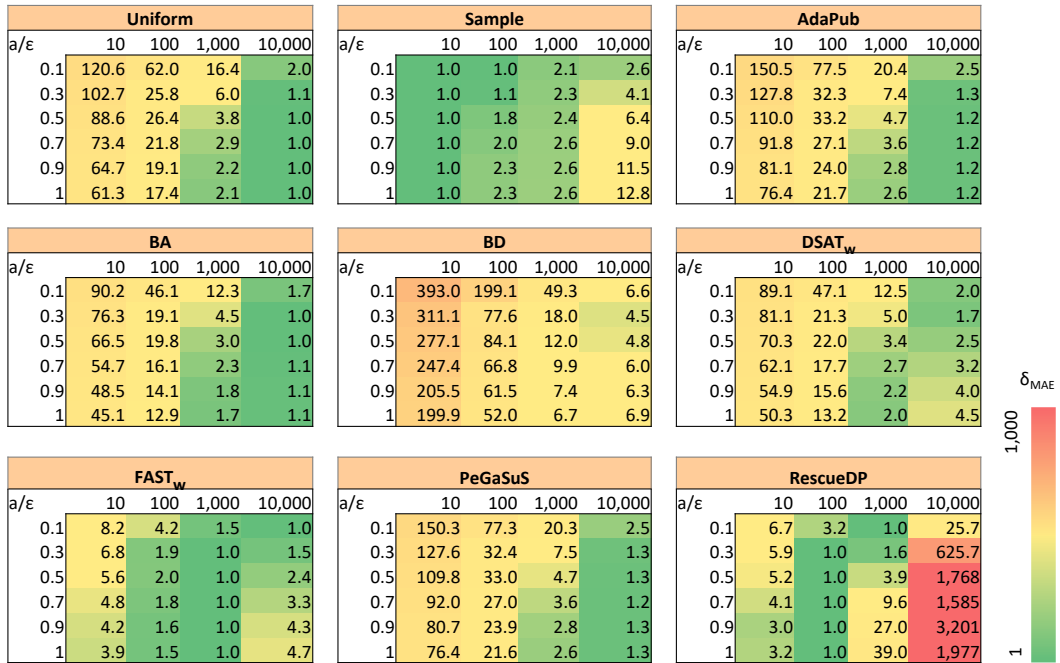 Uniform Sample AdaPub
a/ε 10 100 1,000 10,000 a/ε 10 100 1,000 10,000 a/ε 10 100 1,000 10,000
0.1 120.6 62.0 16.4 2.0 0.1 1.0 1.0 2.1 2.6 0.1 150.5 77.5 20.4 2.5
0.3 102.7 25.8 6.0 1.1 0.3 1.0 1.1 2.3 4.1 0.3 127.8 32.3 7.4 1.3
0.5 88.6 26.4 3.8 1.0 0.5 1.0 1.8 2.4 6.4 0.5 110.0 33.2 4.7 1.2
0.7 73.4 21.8 2.9 1.0 0.7 1.0 2.0 2.6 9.0 0.7 91.8 27.1 3.6 1.2
0.9 64.7 19.1 2.2 1.0 0.9 1.0 2.3 2.6 11.5 0.9 81.1 24.0 2.8 1.2
1 61.3 17.4 2.1 1.0 1 1.0 2.3 2.6 12.8 1 76.4 21.7 2.6 1.2
BA BD DSATw
a/ε 10 100 1,000 10,000 a/ε 10 100 1,000 10,000 a/ε 10 100 1,000 10,000
0.1 90.2 46.1 12.3 1.7 0.1 393.0 199.1 49.3 6.6 0.1 89.1 47.1 12.5 2.0
0.3 76.3 19.1 4.5 1.0 0.3 311.1 77.6 18.0 4.5 0.3 81.1 21.3 5.0 1.7
0.5 66.5 19.8 3.0 1.0 0.5 277.1 84.1 12.0 4.8 0.5 70.3 22.0 3.4 2.5
0.7 54.7 16.1 2.3 1.1 0.7 247.4 66.8 9.9 6.0 0.7 62.1 17.7 2.7 3.2
0.9 48.5 14.1 1.8 1.1 0.9 205.5 61.5 7.4 6.3 0.9 54.9 15.6 2.2 4.0
1 45.1 12.9 1.7 1.1 1 199.9 52.0 6.7 6.9 1 50.3 13.2 2.0 4.5
δMAE
1,000
FASTw PeGaSuS RescueDP
a/ε 10 100 1,000 10,000 a/ε 10 100 1,000 10,000 a/ε 10 100 1,000 10,000
0.1 8.2 4.2 1.5 1.0 0.1 150.3 77.3 20.3 2.5 0.1 6.7 3.2 1.0 25.7
0.3 6.8 1.9 1.0 1.5 0.3 127.6 32.4 7.5 1.3 0.3 5.9 1.0 1.6 625.7
0.5 5.6 2.0 1.0 2.4 0.5 109.8 33.0 4.7 1.3 0.5 5.2 1.0 3.9 1,768
0.7 4.8 1.8 1.0 3.3 0.7 92.0 27.0 3.6 1.2 0.7 4.1 1.0 9.6 1,585
0.9 4.2 1.6 1.0 4.3 0.9 80.7 23.9 2.8 1.3 0.9 3.0 1.0 27.0 3,201
1 3.9 1.5 1.0 4.7 1 76.4 21.6 2.6 1.3 1 3.2 1.0 39.0 1,977
1